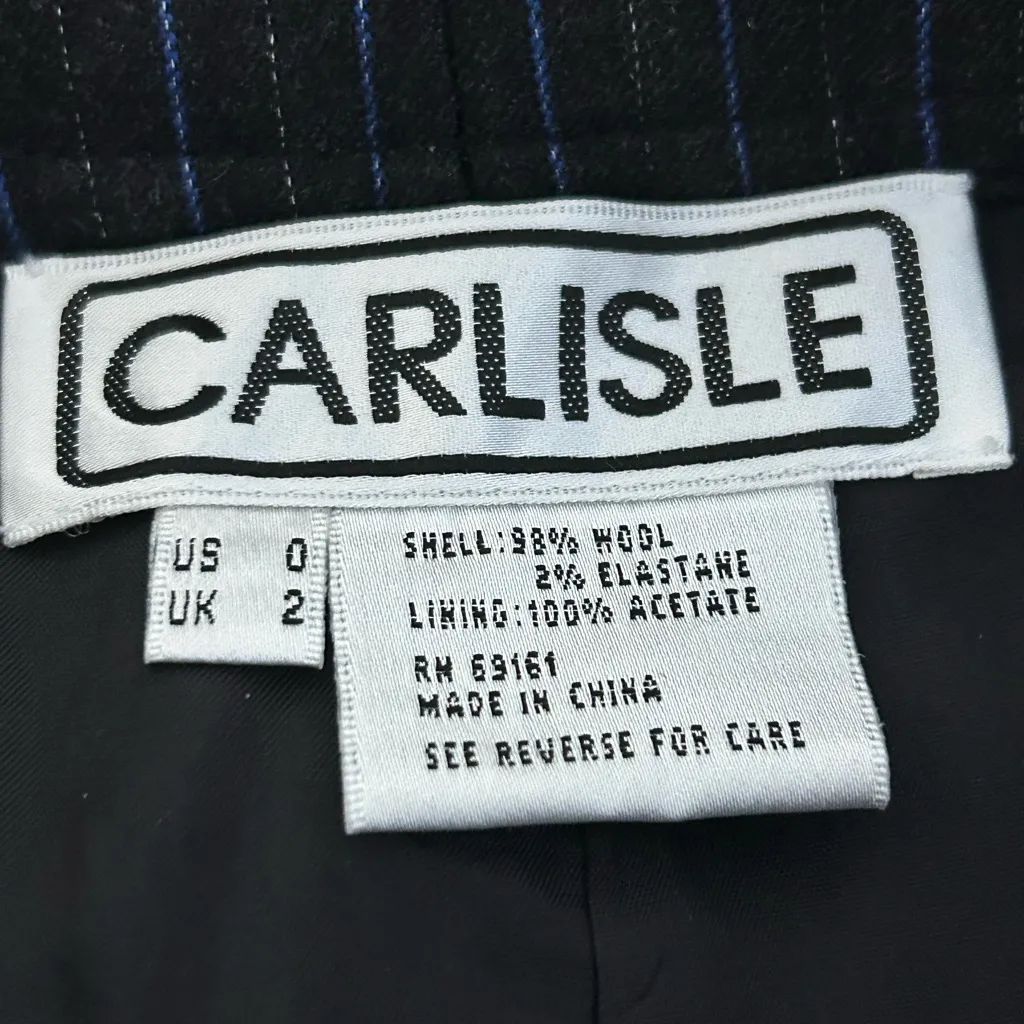 CARLISLE
US 0
UK 2
SHELL:98% WOOL
2% ELASTANE
LINING:100% ACETATE
RN 69161
MADE IN CHINA
SEE REVERSE FOR CARE